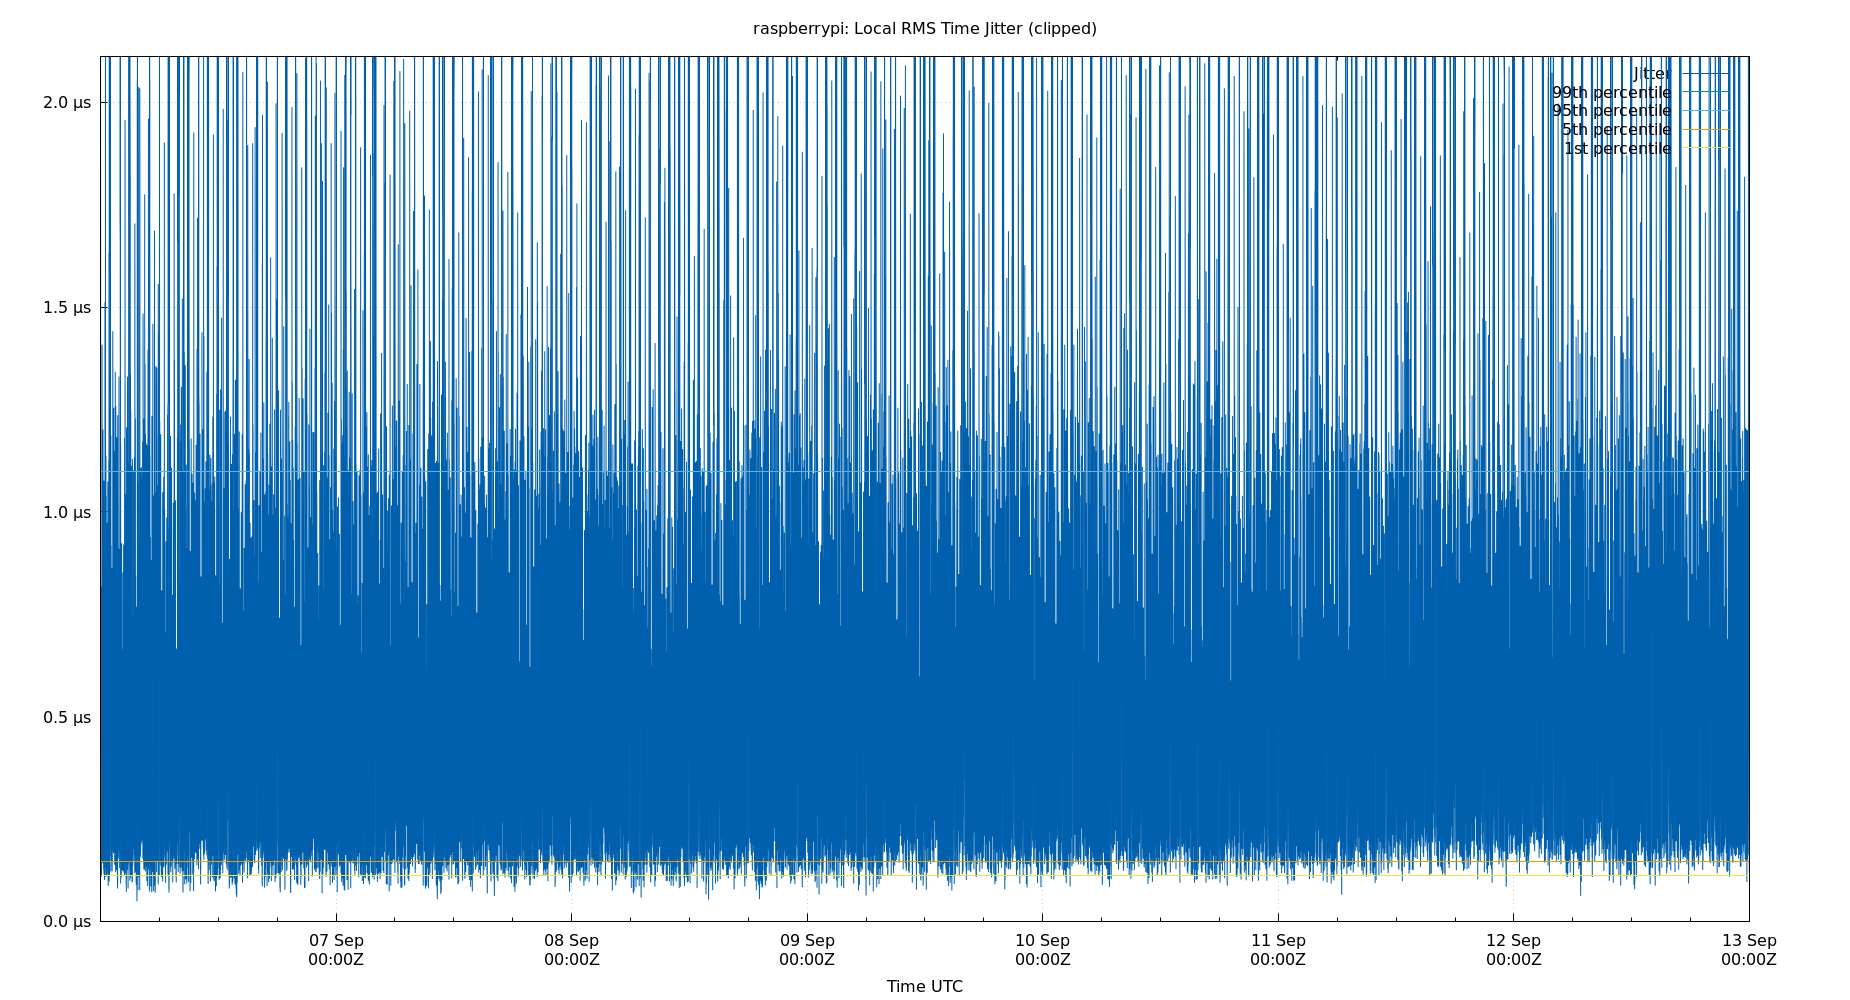 raspberrypi: Local RMS Time Jitter (clipped)
Jitter
99th percentile
95th percentile
5th percentile
1st percentile
2.0 µs
1.5 µs
1.0 µs
0.5 µs
0.0 µs
07 Sep 08 Sep 09 Sep 10 Sep 11 Sep 12 Sep 13 Sep
00:00Z 00:00Z 00:00Z 00:00Z 00:00Z 00:00Z 00:00Z
Time UTC